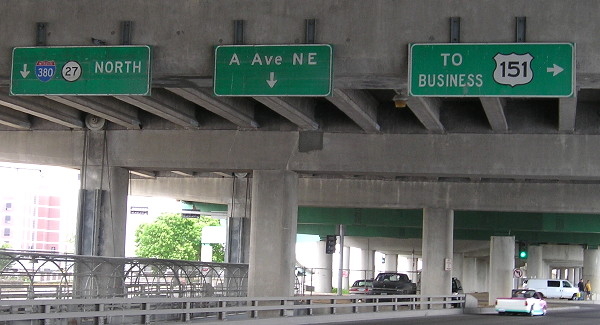 380 27 NORTH
A Ave NE
TO
BUSINESS 151